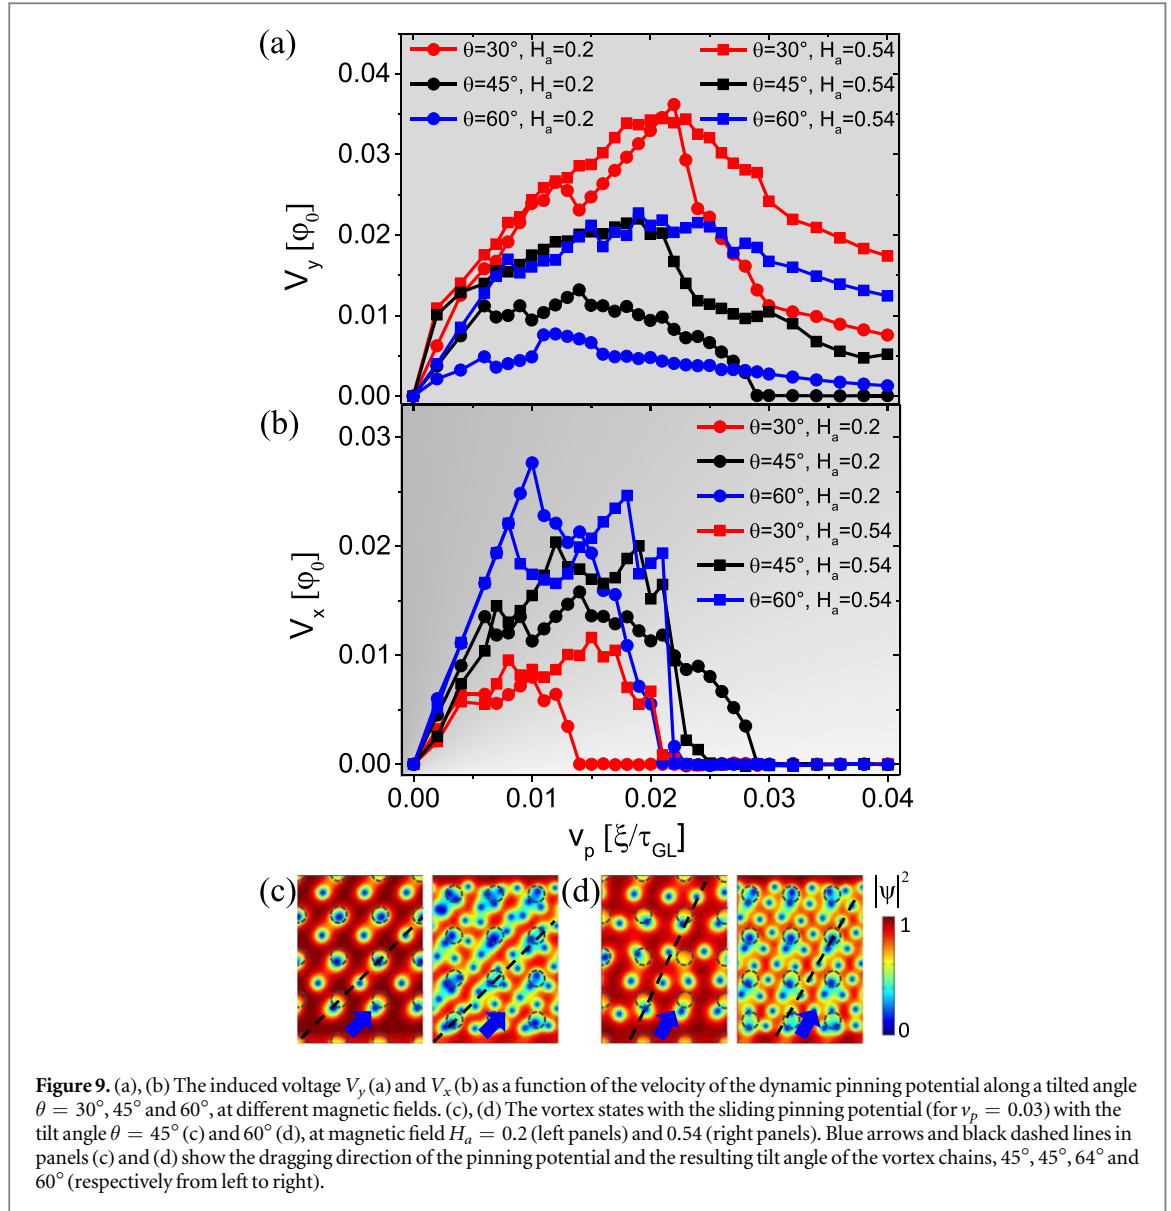 (a)
θ=30°, Hₐ=0.2
θ=45°, Hₐ=0.2
θ=60°, Hₐ=0.2
θ=30°, Hₐ=0.54
θ=45°, Hₐ=0.54
θ=60°, Hₐ=0.54
0.04
0.03
0.02
0.01
0.00
V_y [φ₀]
(b)
θ=30°, Hₐ=0.2
θ=45°, Hₐ=0.2
θ=60°, Hₐ=0.2
θ=30°, Hₐ=0.54
θ=45°, Hₐ=0.54
θ=60°, Hₐ=0.54
0.03
0.02
0.01
0.00
V_x [φ₀]
0.00 0.01 0.02 0.03 0.04
v_p [ξ/τ_GL]
(c)
(d)
|ψ|²
1
0
Figure 9. (a), (b) The induced voltage V_y (a) and V_x (b) as a function of the velocity of the dynamic pinning potential along a tilted angle
θ = 30°, 45° and 60°, at different magnetic fields. (c), (d) The vortex states with the sliding pinning potential (for v_p = 0.03) with the
tilt angle θ = 45° (c) and 60° (d), at magnetic field Hₐ = 0.2 (left panels) and 0.54 (right panels). Blue arrows and black dashed lines in
panels (c) and (d) show the dragging direction of the pinning potential and the resulting tilt angle of the vortex chains, 45°, 45°, 64° and
60° (respectively from left to right).